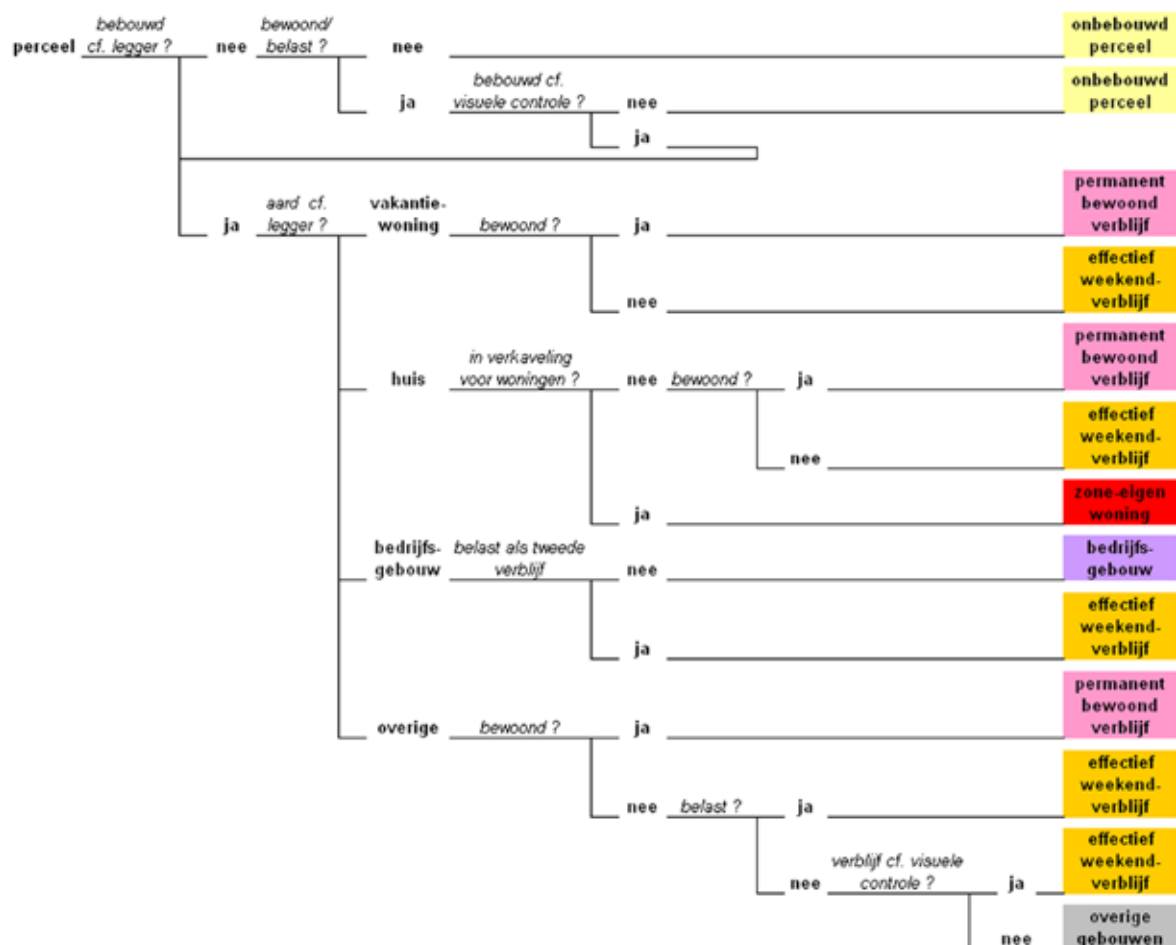 bebouwd
cf. legger ?
bewoond/
belast ?
onbebouwd
perceel
perceel
nee
nee
bebouwd cf.
visuele controle ?
onbebouwd
perceel
ja
nee
ja
aard cf.
legger ?
vakantie-
woning
permanent
bewoond
verblijf
ja
bewoond ?
ja
effectief
weekend-
verblijf
nee
in verkaveling
voor woningen ?
permanent
bewoond
verblijf
huis
nee
bewoond ?
ja
effectief
weekend-
verblijf
nee
zone-eigen
woning
ja
bedrijfs-
gebouw
belast als tweede
verblijf
nee
bedrijfs-
gebouw
effectief
weekend-
verblijf
ja
permanent
bewoond
verblijf
overige
bewoond ?
ja
effectief
weekend-
verblijf
nee
belast ?
ja
effectief
weekend-
verblijf
nee
verblijf cf. visuele
controle ?
ja
overige
gebouwen
nee